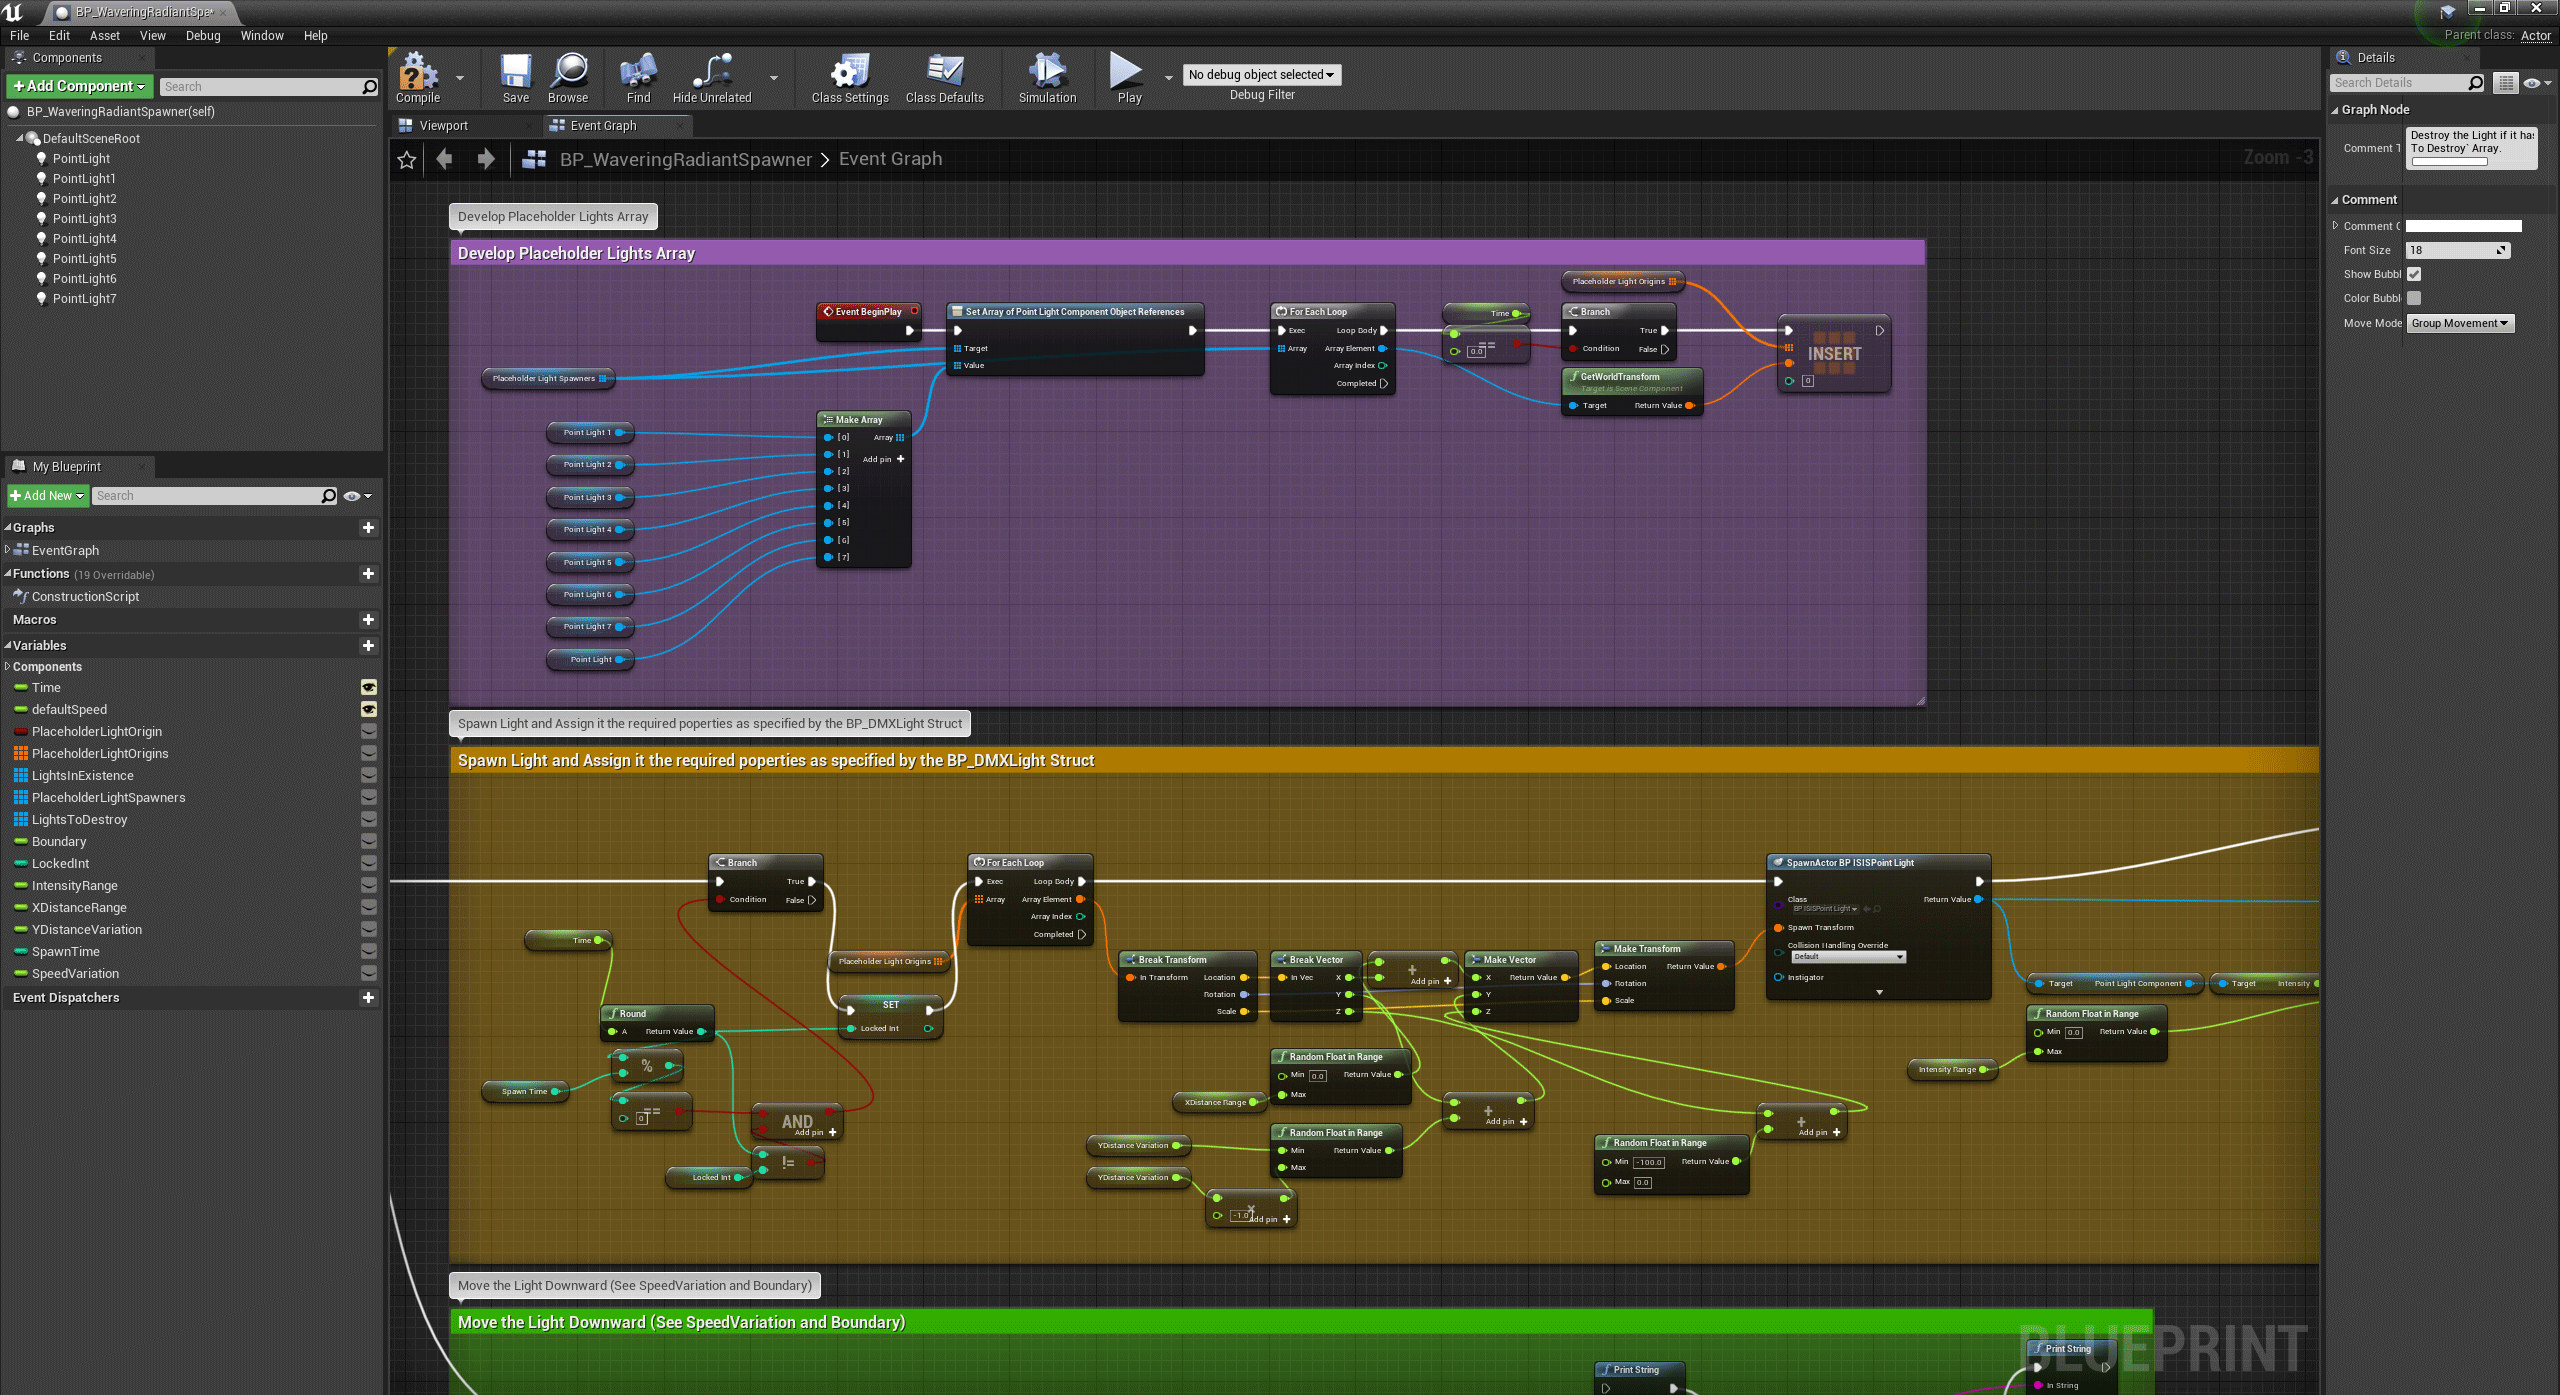 BP_WaveringRadiantSpa
File Edit Asset View Window Help
Parent class: Actor
Components
+Add Component
Search
BP_WaveringRadiantSpawner(self)
DefaultSceneRoot
PointLight
PointLight1
PointLight2
PointLight3
PointLight4
PointLight5
PointLight6
PointLight7
My Blueprint
+Add New
Search
Graphs
EventGraph
Functions (19 Overridable)
ConstructionScript
Macros
Variables
Components
Time
defaultSpeed
PlaceholderLightOrigin
PlaceholderLightOrigins
LightsInExistence
PlaceholderLightSpawners
LightsToDestroy
Boundary
LockedInt
IntensityRange
XDistanceRange
YDistanceVariation
SpawnTime
SpeedVariation
Event Dispatchers
Compile
Save
Browse
Find
Hide Unrelated
Class Settings
Class Defaults
Simulation
Play
No debug object selected
Debug Filter
Viewport
Event Graph
BP_WaveringRadiantSpawner > Event Graph
Zoom -3
Develop Placeholder Lights Array
Develop Placeholder Lights Array
Placeholder Light Spawners
Point Light 1
Point Light 2
Point Light 3
Point Light 4
Point Light 5
Point Light 6
Point Light 7
Point Light
Event BeginPlay
Make Array
[0] Array
[1] Add pin +
[2]
[3]
[4]
[5]
[6]
[7]
Set Array of Point Light Component Object References
Target
Value
For Each Loop
Exec Loop Body
Array Array Element
Array Index
Completed
Time
== 0.0
Placeholder Light Origins
Branch
True
Condition False
GetWorldTransform
Target is Scene Component
Target Return Value
INSERT
0
Spawn Light and Assign it the required poperties as specified by the BP_DMXLight Struct
Spawn Light and Assign it the required poperties as specified by the BP_DMXLight Struct
Branch
True
Condition False
Time
Round
A Return Value
%
Spawn Time
== 0
AND
Add pin +
!=
Locked Int
Placeholder Light Origins
SET
Locked Int
For Each Loop
Exec Loop Body
Array Array Element
Array Index
Completed
Break Transform
In Transform Location
Rotation
Scale
Break Vector
In Vec X
Y
Z
+
Add pin +
Make Vector
X Return Value
Y
Z
Make Transform
Location Return Value
Rotation
Scale
Random Float in Range
Min 0.0 Return Value
Max
XDistance Range
Random Float in Range
Min Return Value
Max
YDistance Variation
YDistance Variation
×
-1.0 Add pin +
+
Add pin +
Random Float in Range
Min -100.0 Return Value
Max 0.0
+
Add pin +
SpawnActor BP ISISPoint Light
Class
BP ISISPoint Light
Return Value
Spawn Transform
Collision Handling Override
Default
Instigator
Target Point Light Component
Target Intensity
Random Float in Range
Min 0.0 Return Value
Max
Intensity Range
Move the Light Downward (See SpeedVariation and Boundary)
Move the Light Downward (See SpeedVariation and Boundary)
Print String
Print String
In String
BLUEPRINT
Details
Search Details
Graph Node
Comment T
Destroy the Light if it has
To Destroy` Array.
Comment
Comment C
Font Size 18
Show Bubbl
Color Bubbl
Move Mode Group Movement